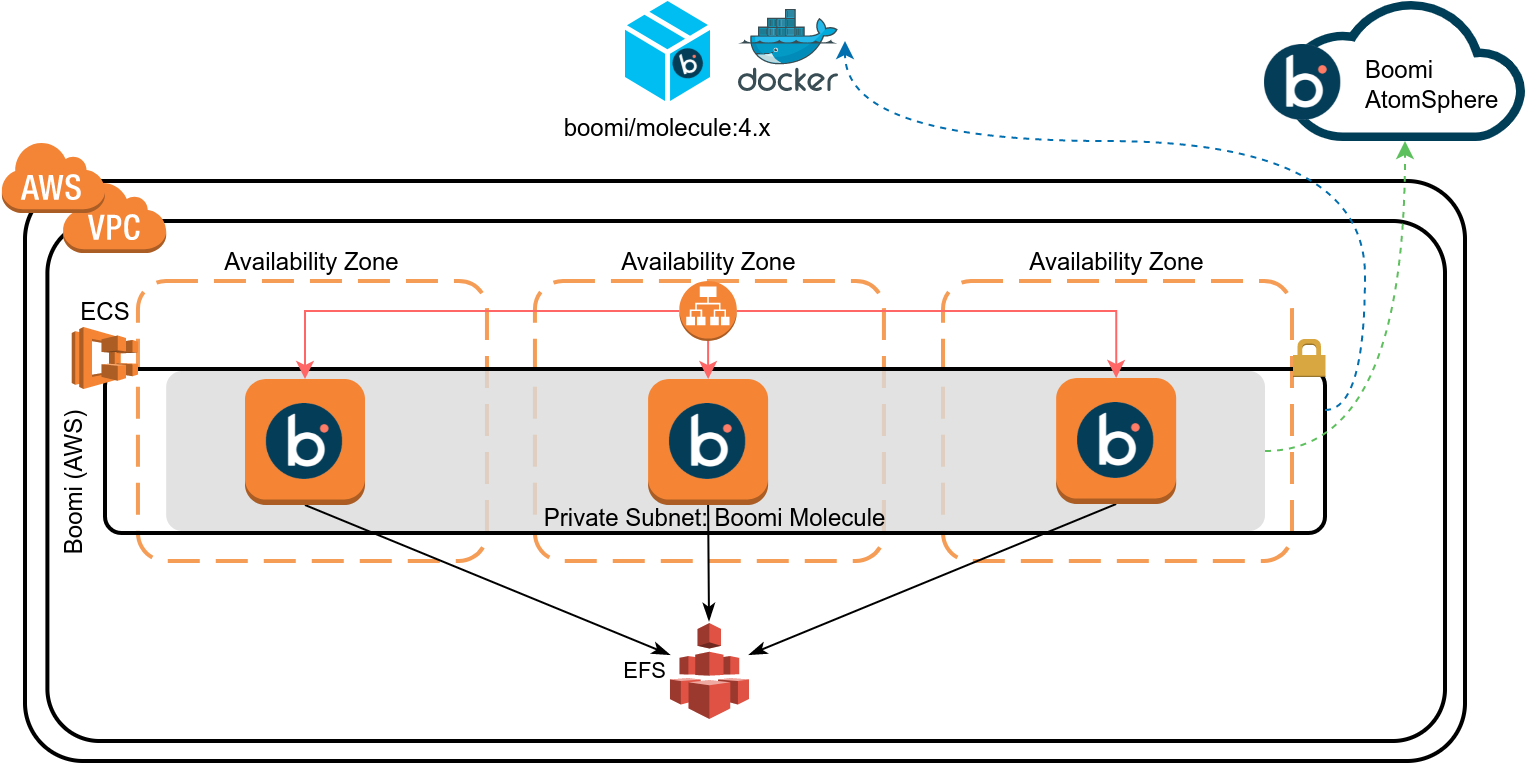 docker
boomi/molecule:4.x
b
Boomi
AtomSphere
b
AWS
VPC
Availability Zone
Availability Zone
Availability Zone
ECS
Boomi (AWS)
b
b
b
Private Subnet: Boomi Molecule
EFS